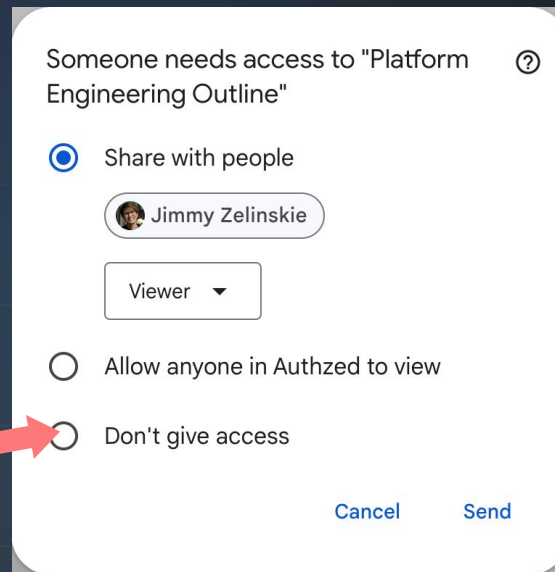 Someone needs access to "Platform
Engineering Outline"
Share with people
Jimmy Zelinskie
Viewer
Allow anyone in Authzed to view
Don't give access
Cancel Send